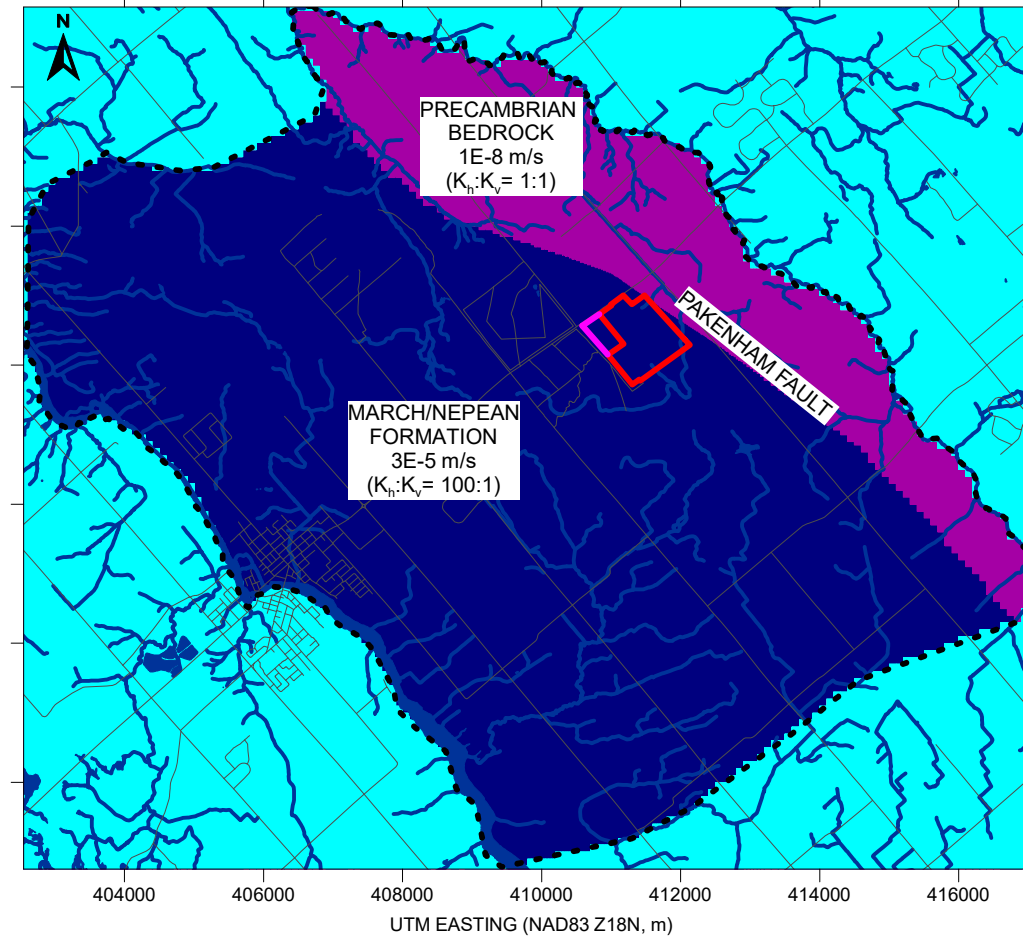 N
PRECAMBRIAN
BEDROCK
1E-8 m/s
(Kₕ:Kᵥ= 1:1)
PAKENHAM FAULT
MARCH/NEPEAN
FORMATION
3E-5 m/s
(Kₕ:Kᵥ= 100:1)
404000 406000 408000 410000 412000 414000 416000
UTM EASTING (NAD83 Z18N, m)